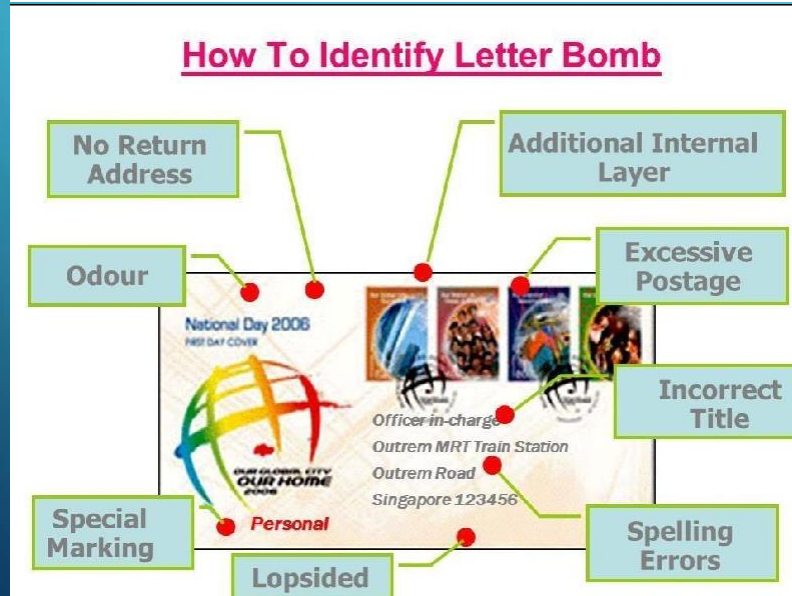 How To Identify Letter Bomb
No Return
Address
Additional Internal
Layer
Odour
Excessive
Postage
National Day 2006
FIRST DAY COVER
Incorrect
Title
Officer in-charge
Outrem MRT Train Station
Outrem Road
Singapore 123456
OUR GLOBAL CITY
OUR HOME
2006
Personal
Special
Marking
Spelling
Errors
Lopsided